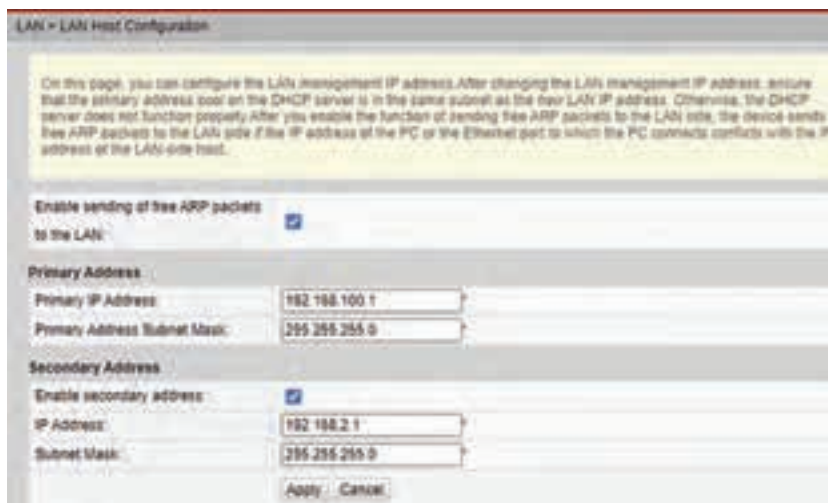 LAN > LAN Host Configuration
On this page, you can configure the LAN management IP address. After changing the LAN management IP address, ensure
that the primary address pool on the DHCP server is in the same subnet as the new LAN IP address. Otherwise, the DHCP
server does not function properly. After you enable the function of sending free ARP packets to the LAN side, the device sends
free ARP packets to the LAN side if the IP address of the PC or the Ethernet port to which the PC connects conflicts with the IP
address of the LAN-side host.
Enable sending of free ARP packets
to the LAN:
Primary Address
Primary IP Address: 192.168.100.1 *
Primary Address Subnet Mask: 255.255.255.0 *
Secondary Address
Enable secondary address:
IP Address: 192.168.2.1 *
Subnet Mask: 255.255.255.0 *
Apply Cancel